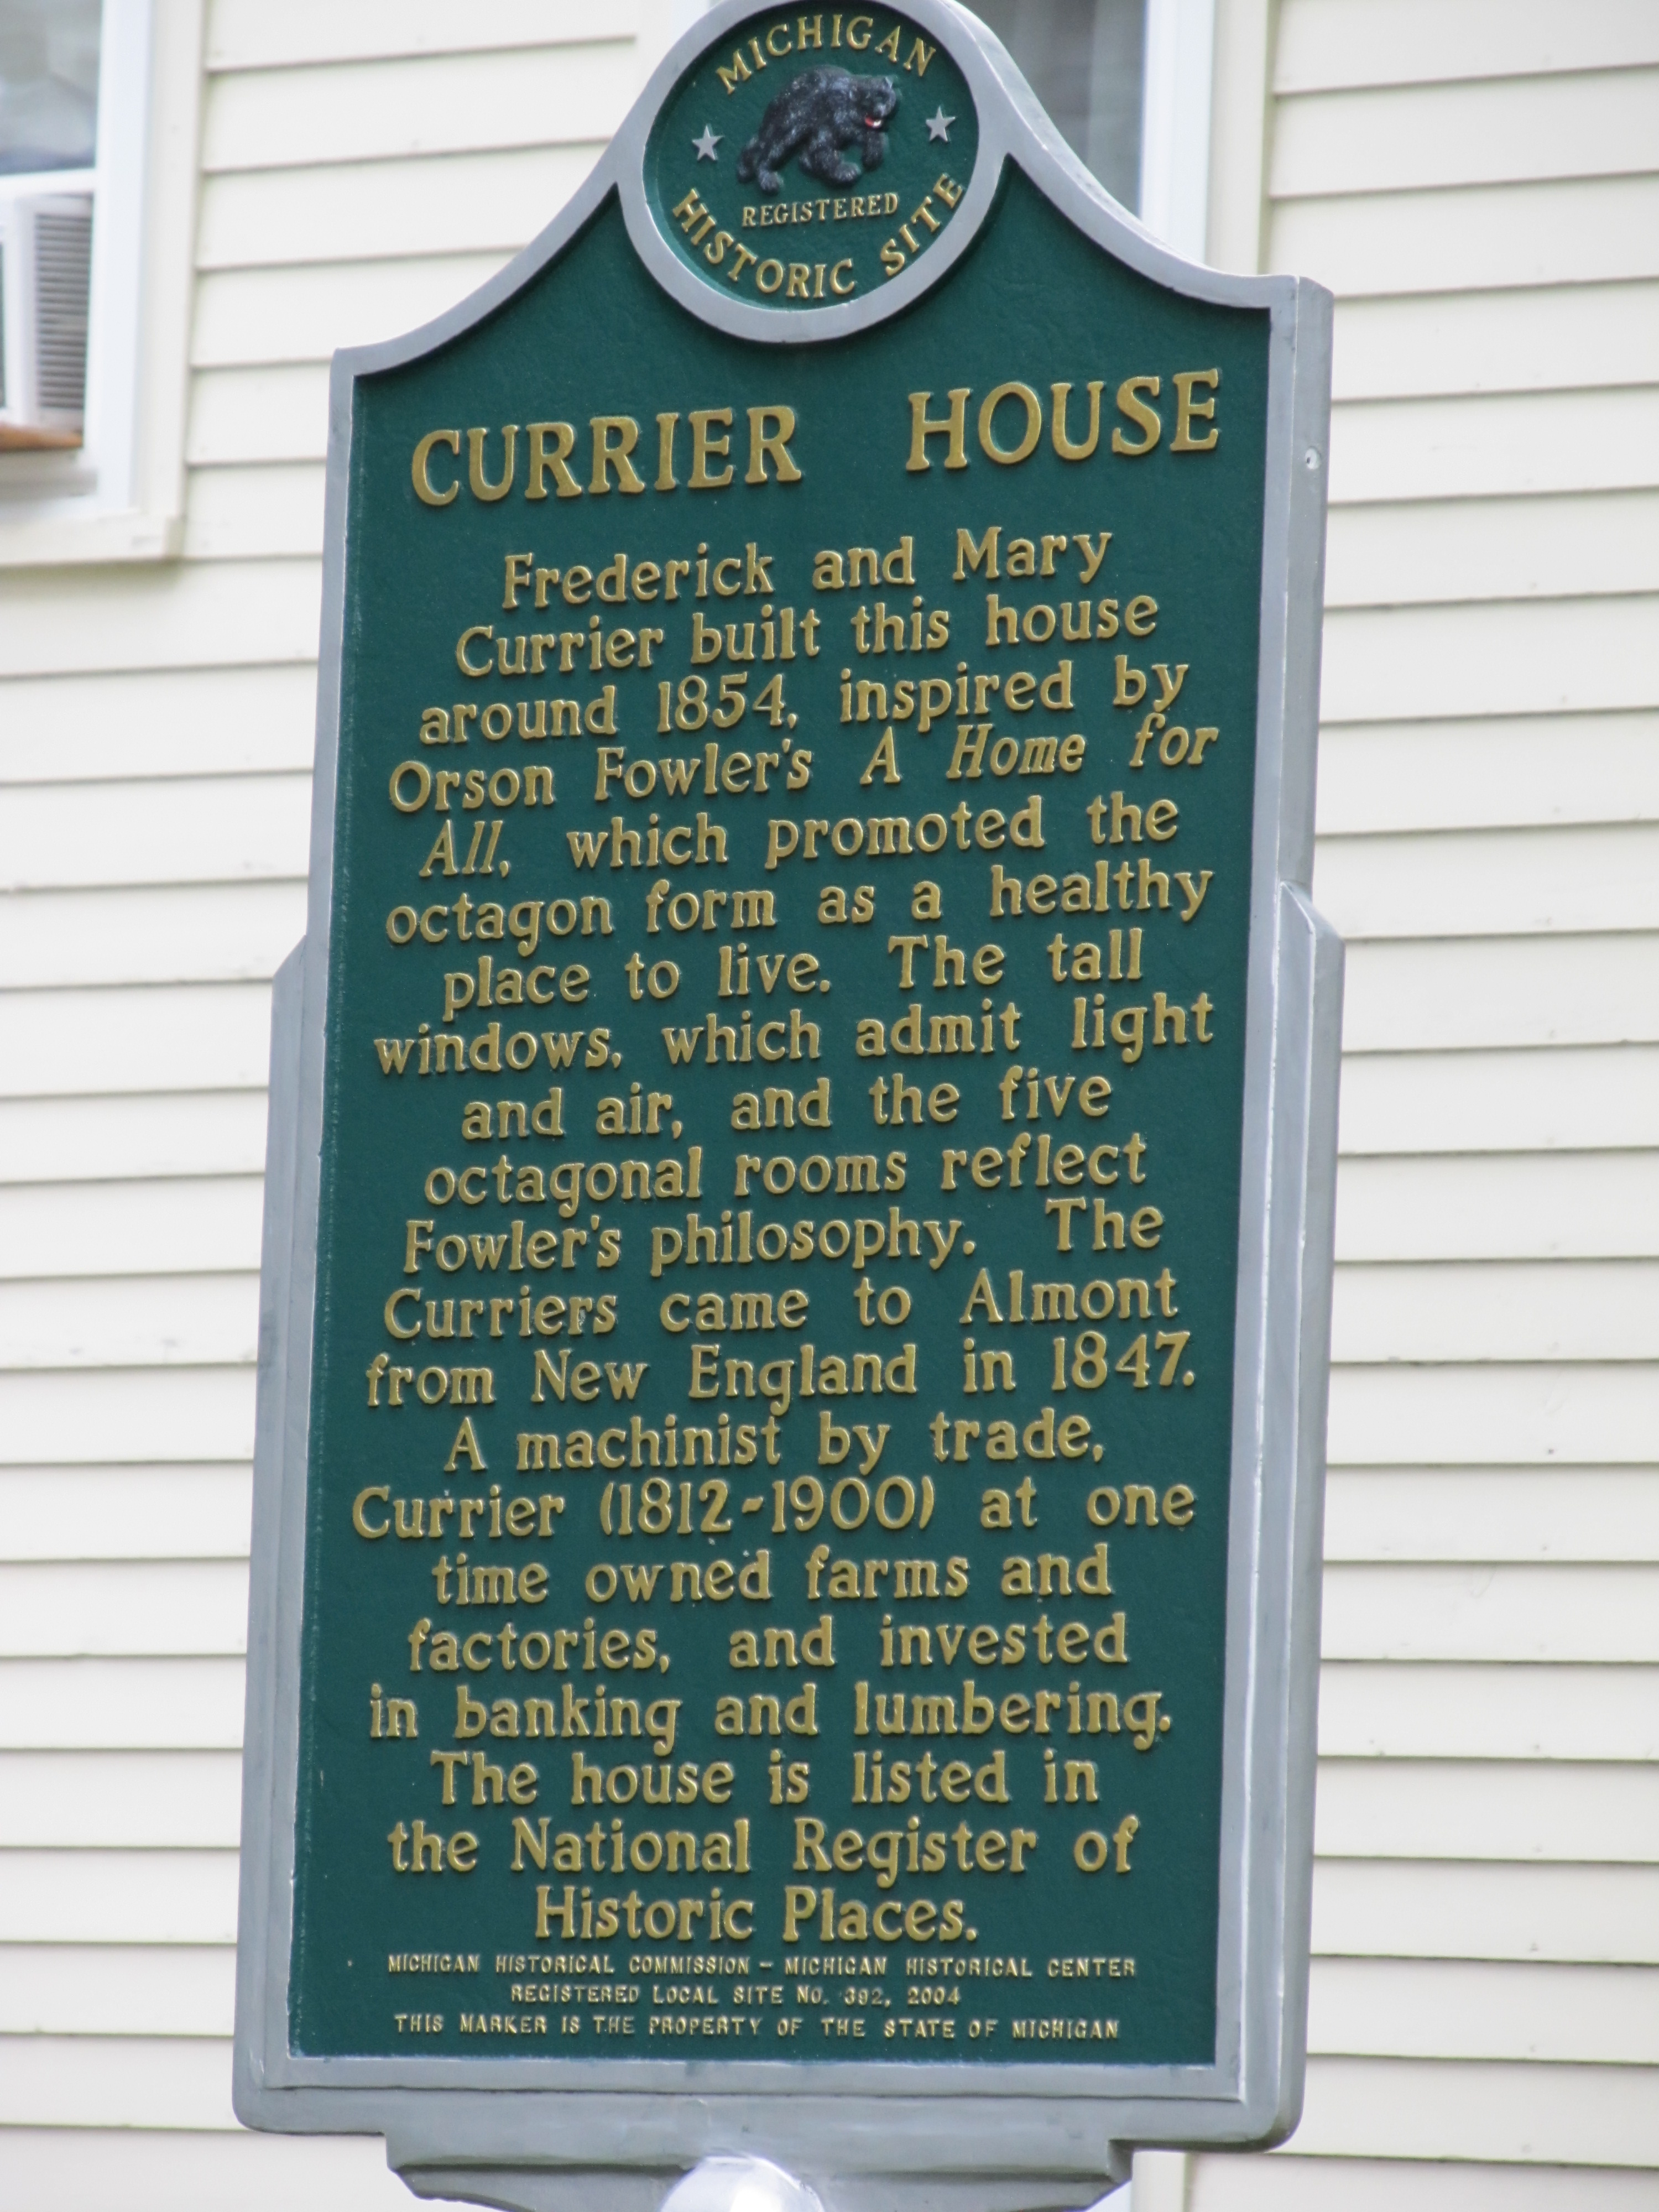 MICHIGAN
REGISTERED
HISTORIC SITE
CURRIER HOUSE
Frederick and Mary
Currier built this house
around 1854, inspired by
Orson Fowler's A Home for
All, which promoted the
octagon form as a healthy
place to live. The tall
windows, which admit light
and air, and the five
octagonal rooms reflect
Fowler's philosophy. The
Curriers came to Almont
from New England in 1847.
A machinist by trade,
Currier (1812-1900) at one
time owned farms and
factories, and invested
in banking and lumbering.
The house is listed in
the National Register of
Historic Places.
MICHIGAN HISTORICAL COMMISSION – MICHIGAN HISTORICAL CENTER
REGISTERED LOCAL SITE NO. 392, 2004
THIS MARKER IS THE PROPERTY OF THE STATE OF MICHIGAN